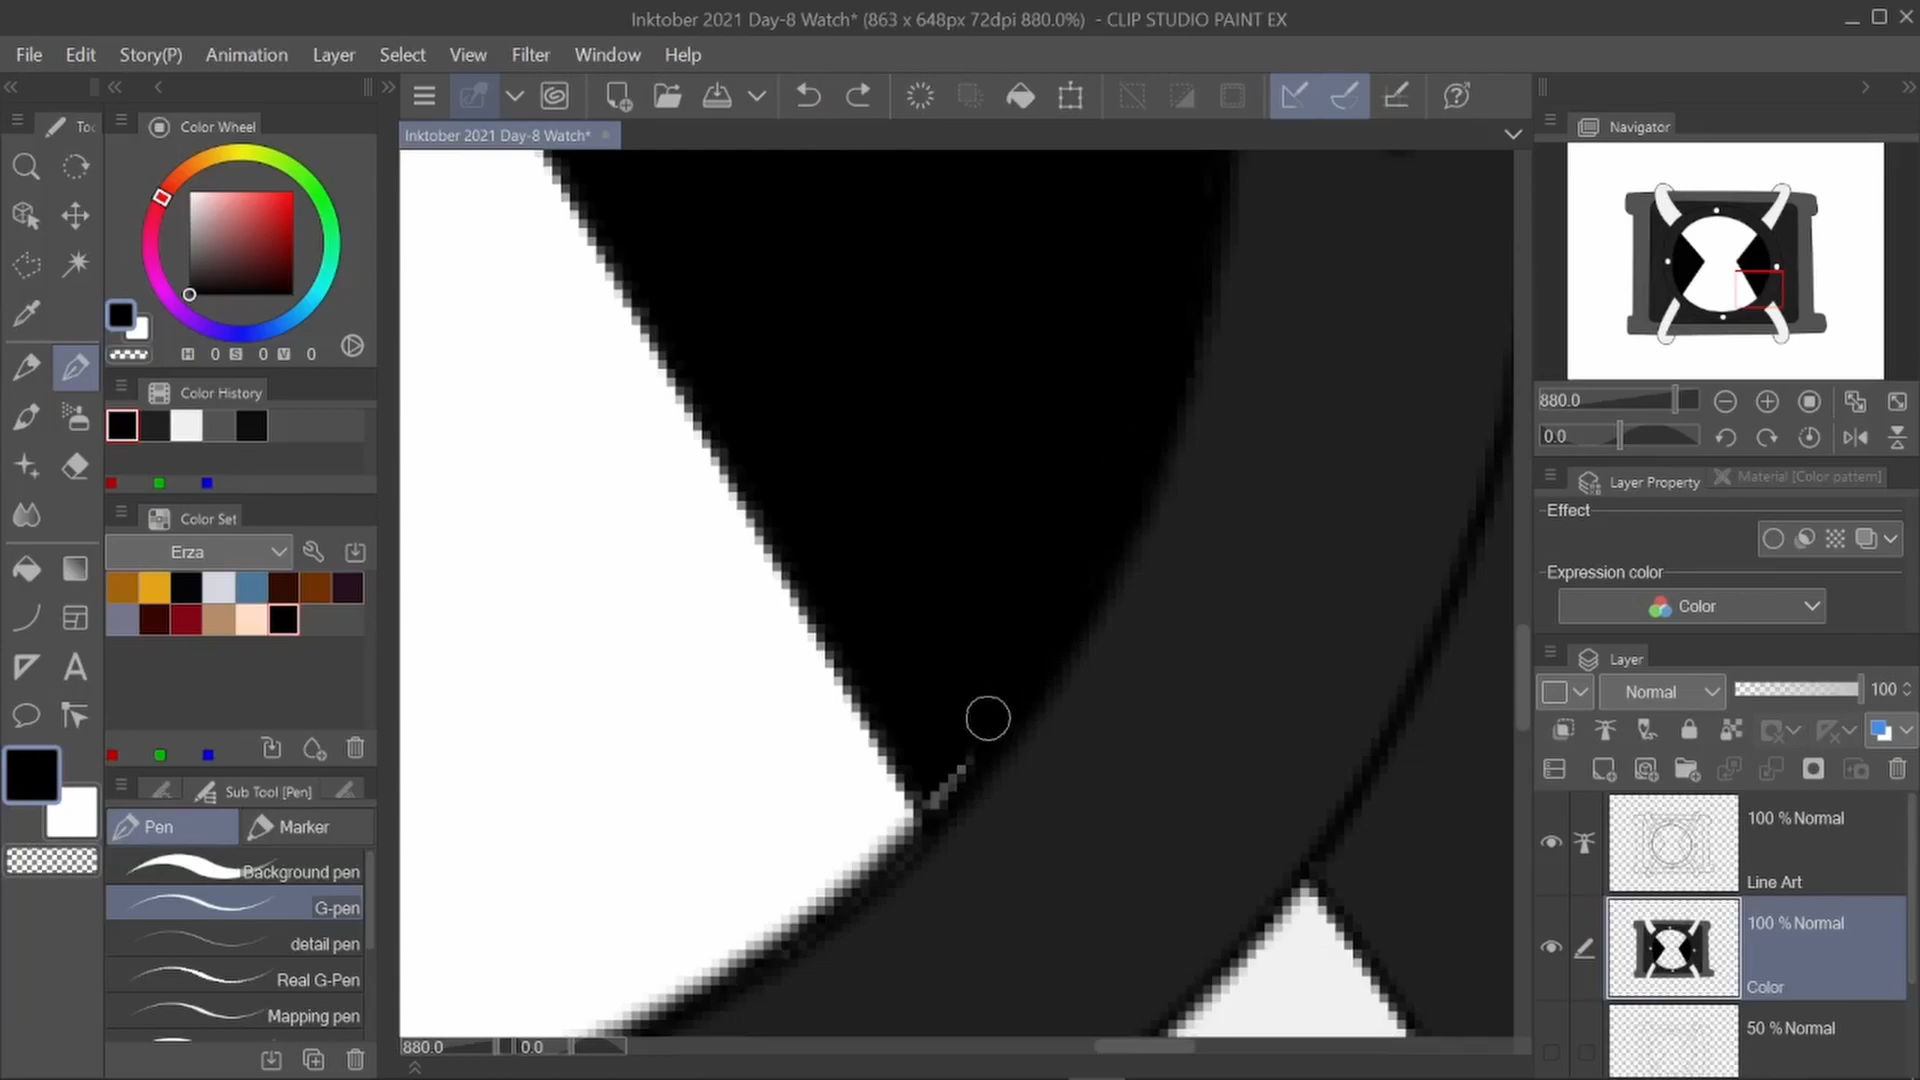 Inktober 2021 Day-8 Watch* (863 x 648px 72dpi 880.0%) - CLIP STUDIO PAINT EX
File Edit Story(P) Animation Layer Select View Filter Window Help
Inktober 2021 Day-8 Watch*
Color Wheel
H 0 S 0 V 0
Color History
Color Set
Erza
Sub Tool [Pen]
Pen Marker
Background pen
G-pen
detail pen
Real G-Pen
Mapping pen
880.0 0.0
Navigator
880.0
0.0
Layer Property Material [Color pattern]
Effect
Expression color
Color
Layer
Normal 100
100 % Normal
Line Art
100 % Normal
Color
50 % Normal